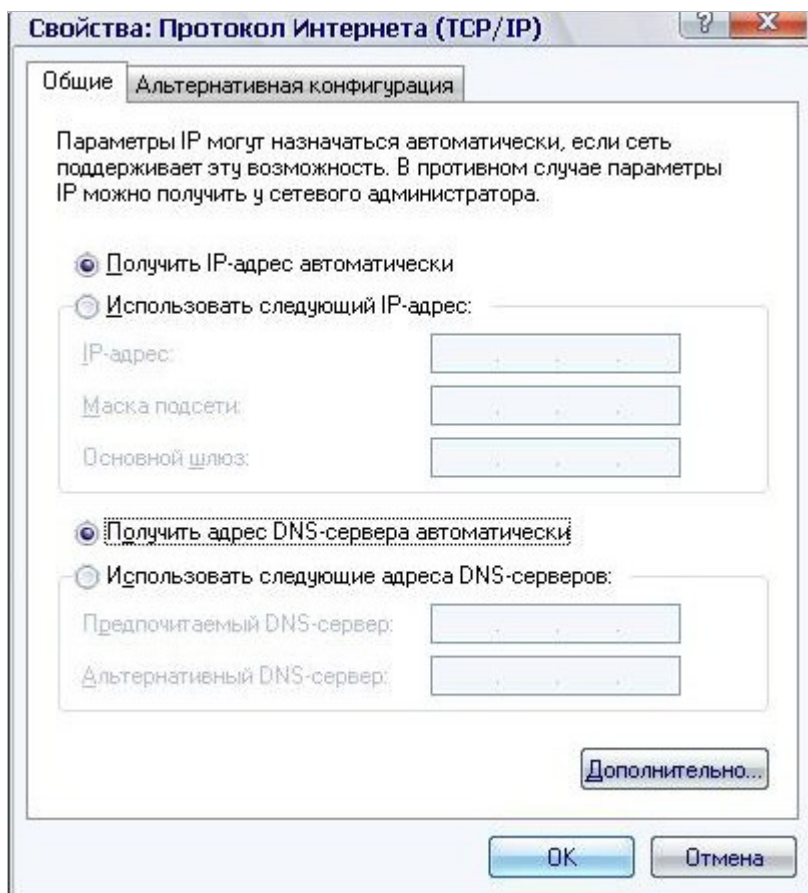 Свойства: Протокол Интернета (TCP/IP)
Общие
Альтернативная конфигурация
Параметры IP могут назначаться автоматически, если сеть
поддерживает эту возможность. В противном случае параметры
IP можно получить у сетевого администратора.
Получить IP-адрес автоматически
Использовать следующий IP-адрес:
IP-адрес:
Маска подсети:
Основной шлюз:
Получить адрес DNS-сервера автоматически
Использовать следующие адреса DNS-серверов:
Предпочитаемый DNS-сервер:
Альтернативный DNS-сервер:
Дополнительно...
OK
Отмена